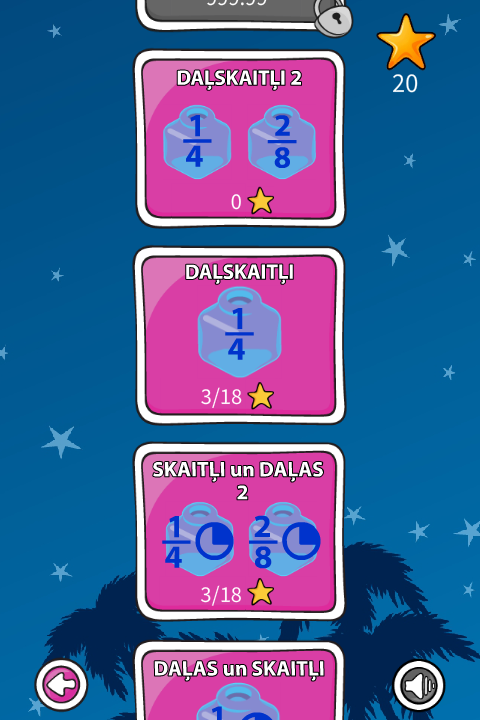 20
DAĻSKAITĻI 2
1/4 2/8
0
DAĻSKAITĻI
1/4
3/18
SKAITĻI un DAĻAS
2
1/4 2/8
3/18
DAĻAS un SKAITĻI